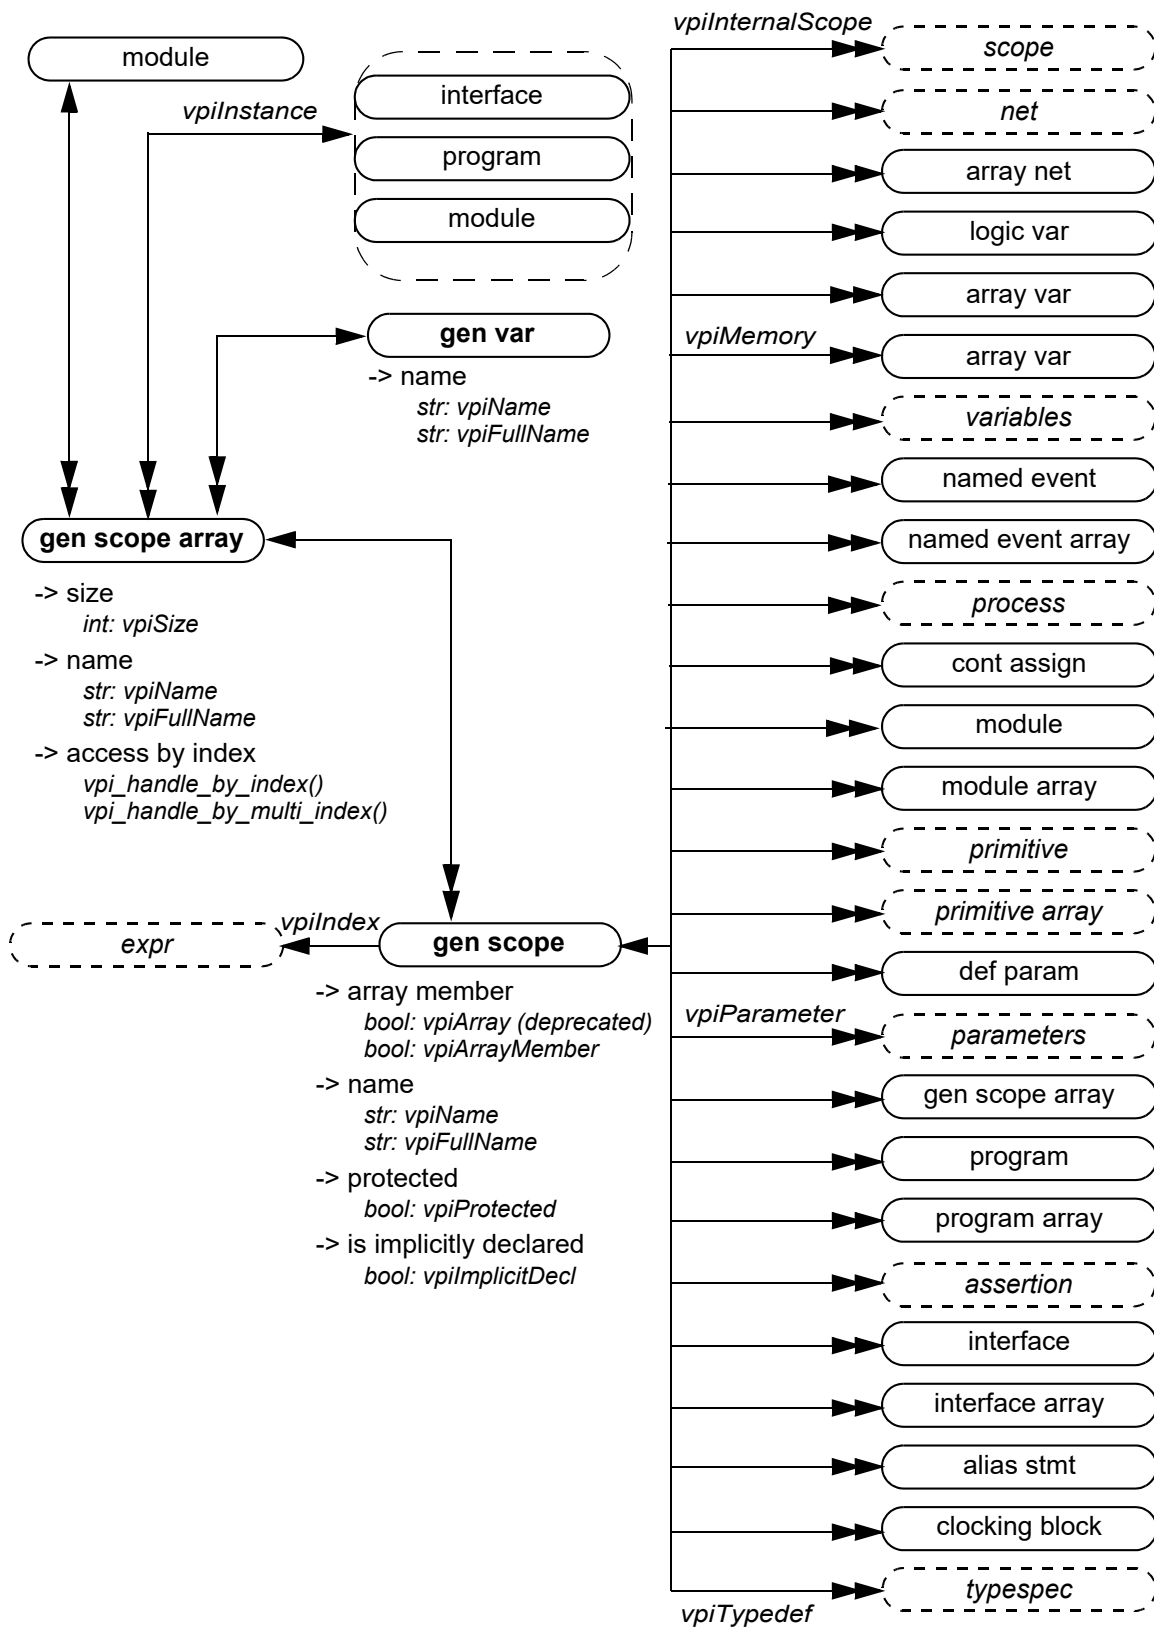 module
vpiInstance
interface
program
module
gen var
-> name
str: vpiName
str: vpiFullName
gen scope array
-> size
int: vpiSize
-> name
str: vpiName
str: vpiFullName
-> access by index
vpi_handle_by_index()
vpi_handle_by_multi_index()
expr
vpiIndex
gen scope
-> array member
bool: vpiArray (deprecated)
bool: vpiArrayMember
-> name
str: vpiName
str: vpiFullName
-> protected
bool: vpiProtected
-> is implicitly declared
bool: vpiImplicitDecl
vpiInternalScope
scope
net
array net
logic var
array var
vpiMemory
array var
variables
named event
named event array
process
cont assign
module
module array
primitive
primitive array
def param
vpiParameter
parameters
gen scope array
program
program array
assertion
interface
interface array
alias stmt
clocking block
typespec
vpiTypedef